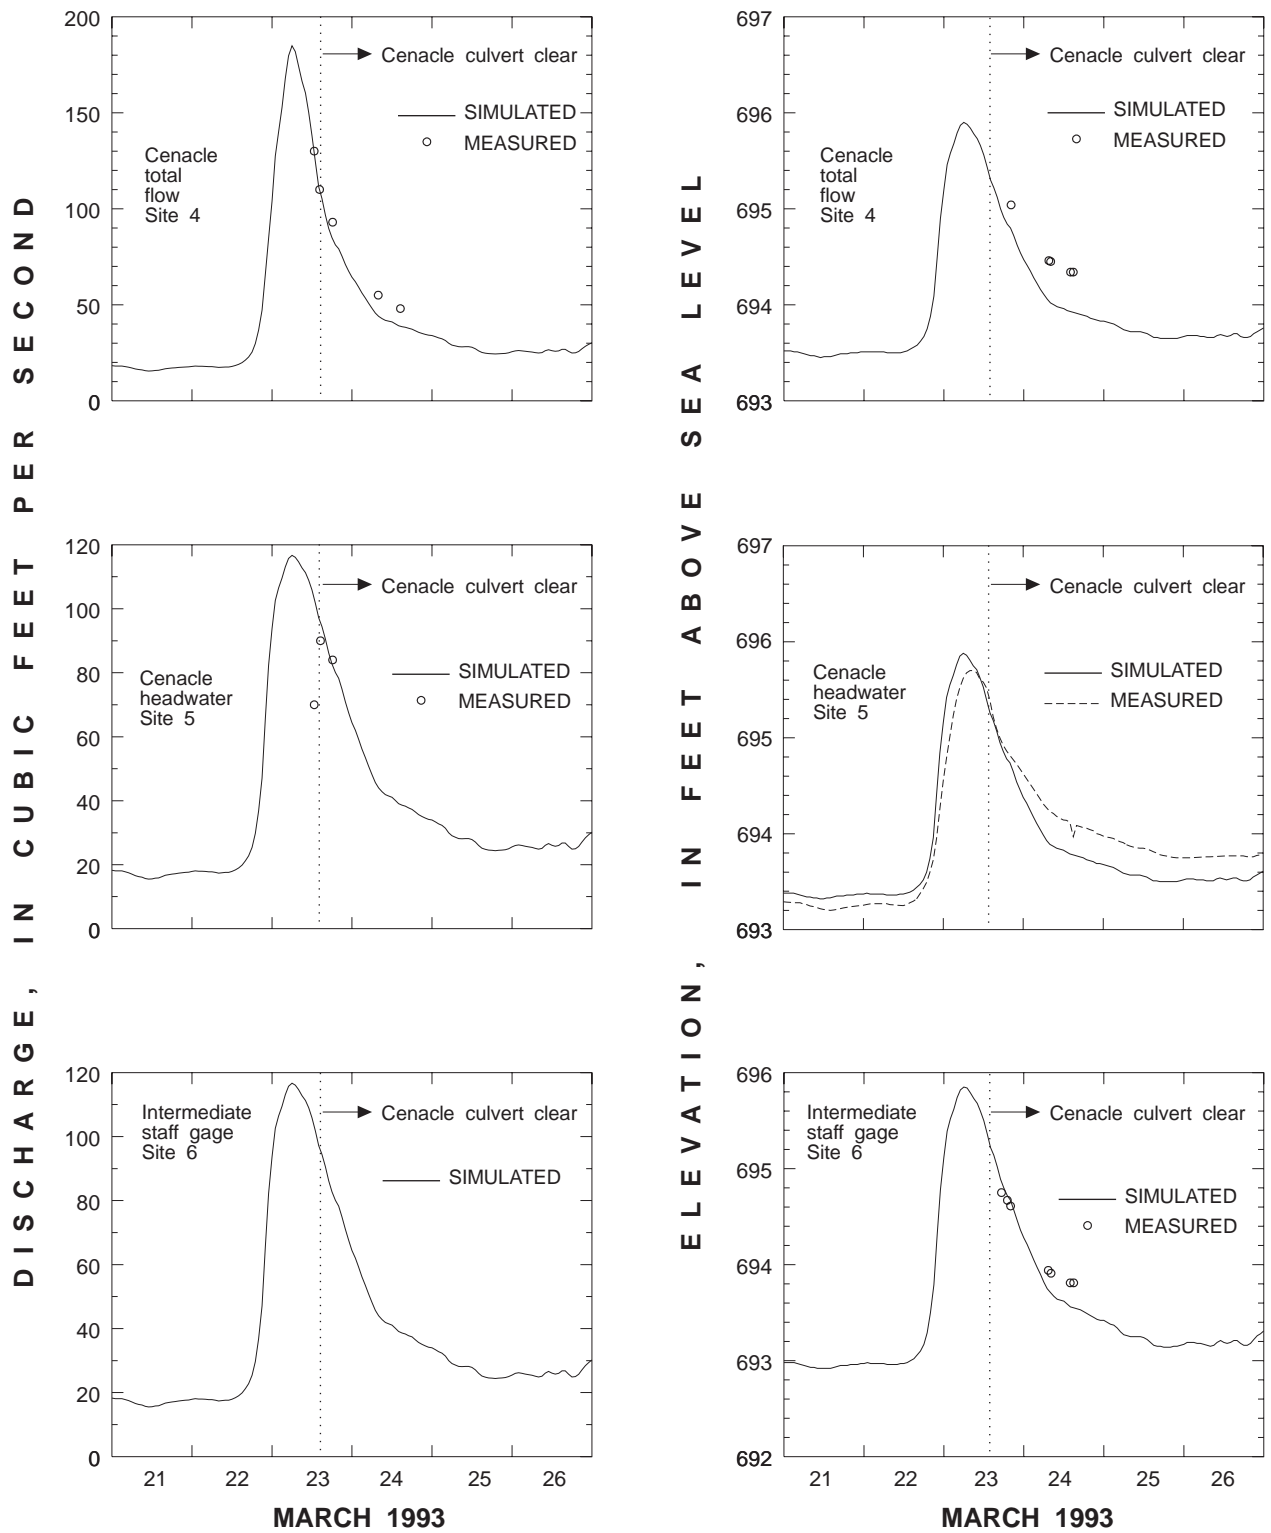 DISCHARGE, IN CUBIC FEET PER SECOND
200
150
100
50
0
Cenacle culvert clear
SIMULATED
MEASURED
Cenacle
total
flow
Site 4
120
100
80
60
40
20
0
Cenacle culvert clear
SIMULATED
MEASURED
Cenacle
headwater
Site 5
120
100
80
60
40
20
0
Intermediate
staff gage
Site 6
Cenacle culvert clear
SIMULATED
21 22 23 24 25 26
MARCH 1993
ELEVATION, IN FEET ABOVE SEA LEVEL
697
696
695
694
693
Cenacle culvert clear
SIMULATED
MEASURED
Cenacle
total
flow
Site 4
697
696
695
694
693
Cenacle culvert clear
SIMULATED
MEASURED
Cenacle
headwater
Site 5
696
695
694
693
692
Intermediate
staff gage
Site 6
Cenacle culvert clear
SIMULATED
MEASURED
21 22 23 24 25 26
MARCH 1993